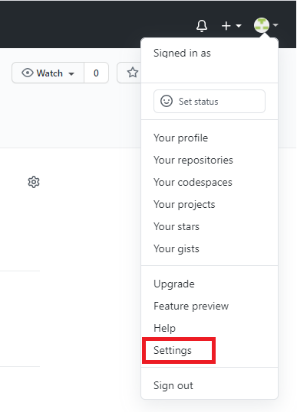 Watch 0
Signed in as
Set status
Your profile
Your repositories
Your codespaces
Your projects
Your stars
Your gists
Upgrade
Feature preview
Help
Settings
Sign out